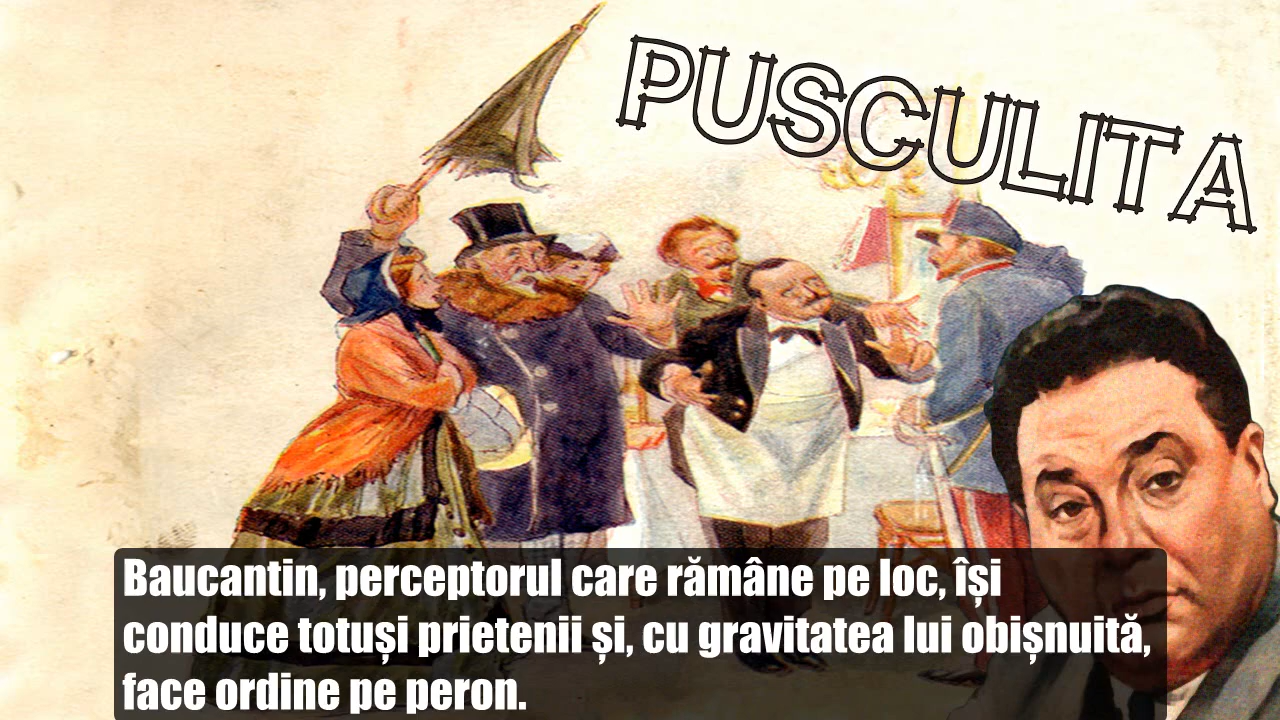 PUSCULITA
Baucantin, perceptorul care rămâne pe loc, își
conduce totuși prietenii și, cu gravitatea lui obișnuită,
face ordine pe peron.